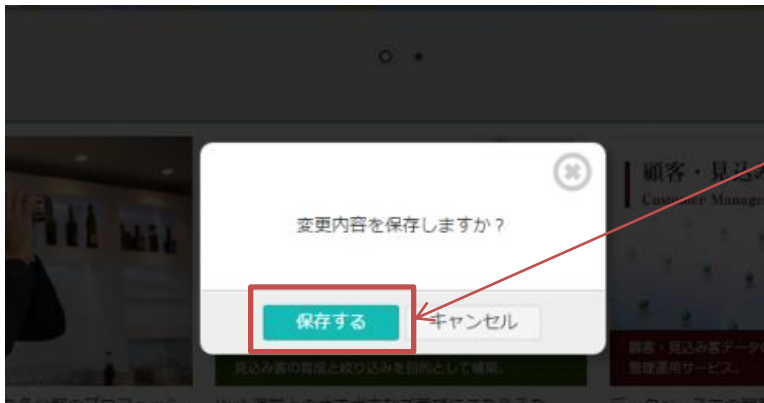 変更内容を保存しますか？
保存する
キャンセル
顧客・見込み
Customer Manage
顧客・見込み客データの
管理運用サービス。
見込み客の育成と絞り込みを目的として構築。